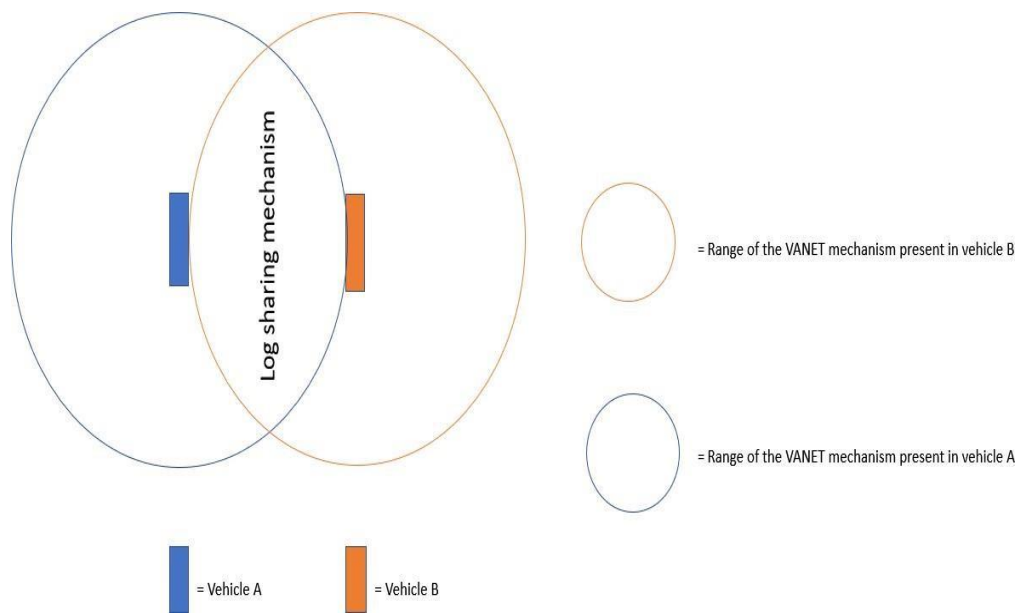 Log sharing mechanism
= Range of the VANET mechanism present in vehicle B
= Range of the VANET mechanism present in vehicle A
= Vehicle A
= Vehicle B